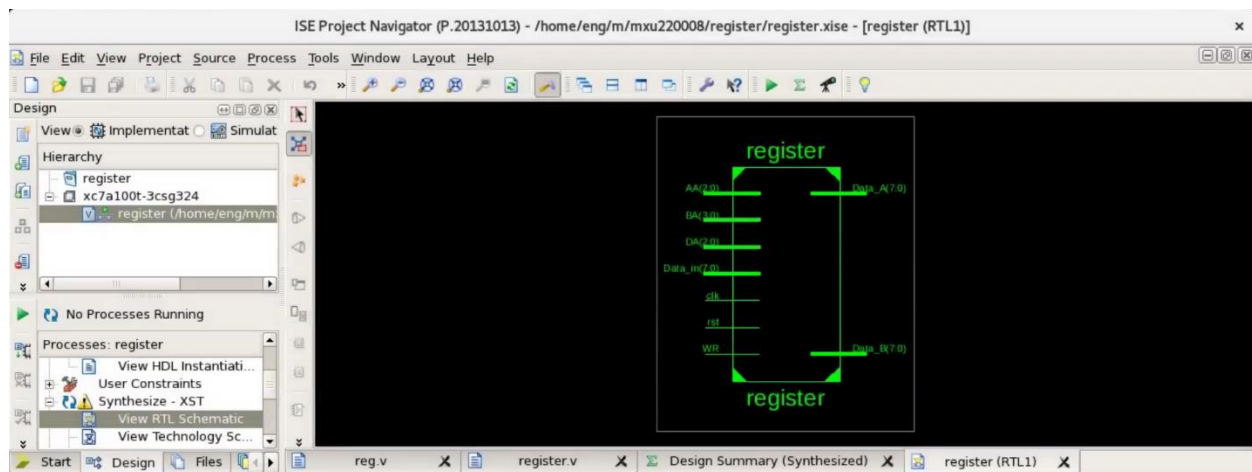 ISE Project Navigator (P.20131013) - /home/eng/m/mxu220008/register/register.xise - [register (RTL1)]
File Edit View Project Source Process Tools Window Layout Help
Design
View Implementat Simulat
Hierarchy
register
xc7a100t-3csg324
register (/home/eng/m/m
No Processes Running
Processes: register
View HDL Instantiati...
User Constraints
Synthesize - XST
View RTL Schematic
View Technology Sc...
Start Design Files
register
AA(2:0) Data_A(7:0)
BA(3:0)
DA(2:0)
Data_in(7:0)
clk
rst
WR Data_B(7:0)
register
reg.v register.v Design Summary (Synthesized) register (RTL1)